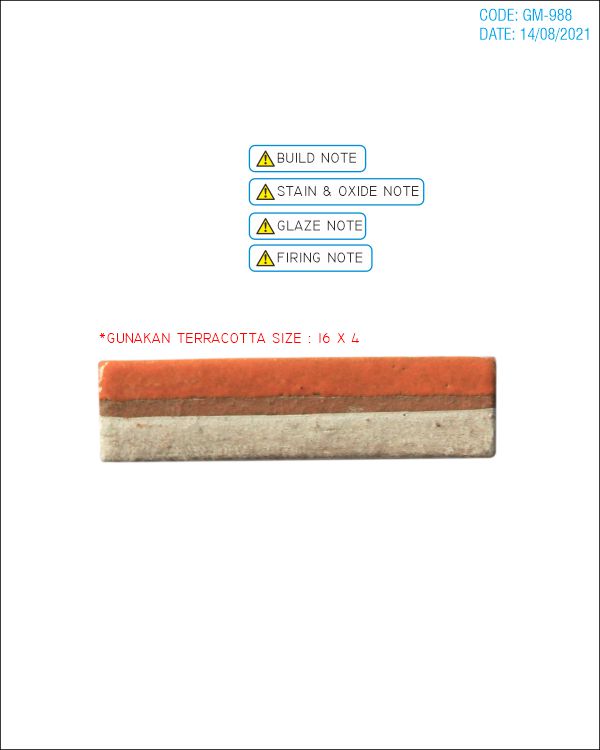 CODE: GM-988
DATE: 14/08/2021
BUILD NOTE
STAIN & OXIDE NOTE
GLAZE NOTE
FIRING NOTE
*GUNAKAN TERRACOTTA SIZE : 16 X 4